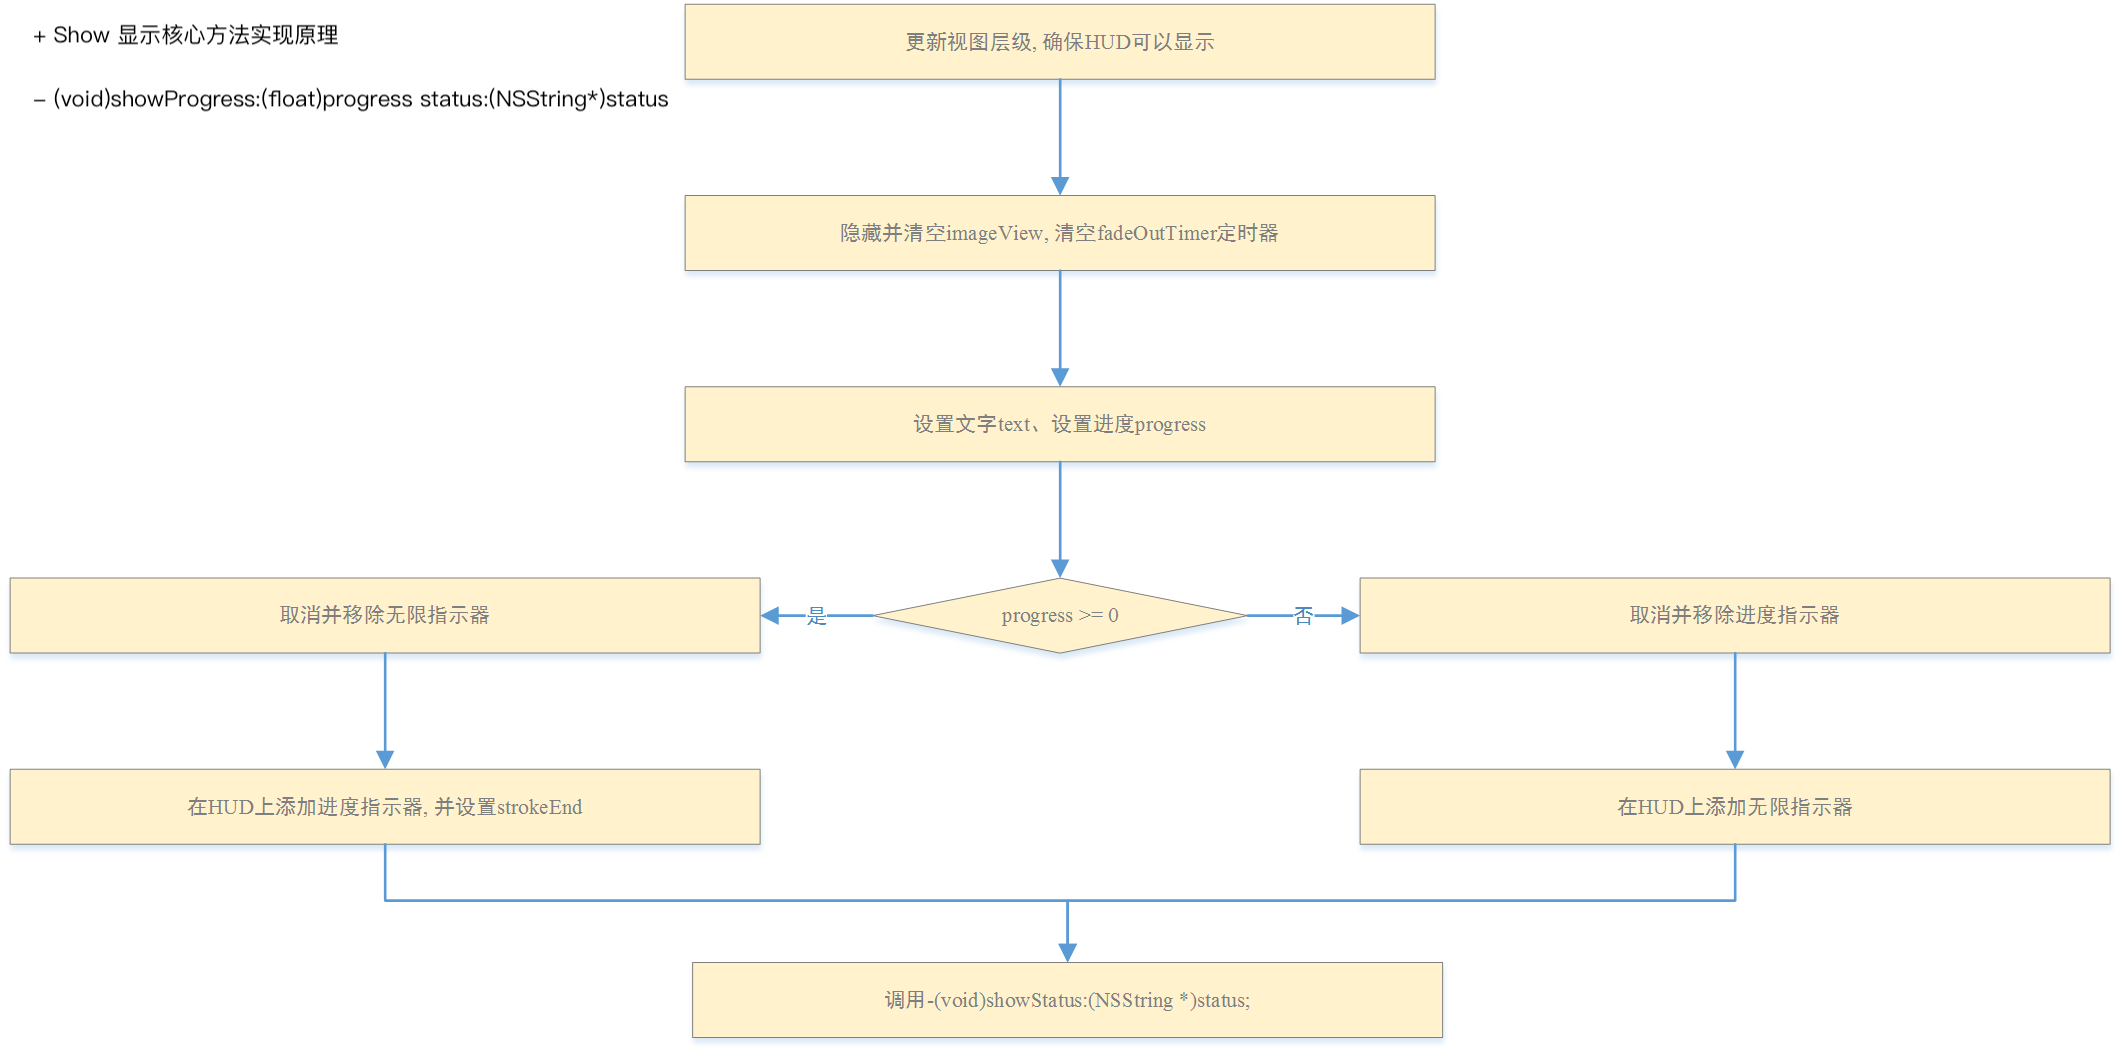 + Show 显示核心方法实现原理
– (void)showProgress:(float)progress status:(NSString*)status
更新视图层级, 确保HUD可以显示
隐藏并清空imageView, 清空fadeOutTimer定时器
设置文字text、设置进度progress
取消并移除无限指示器
是
progress >= 0
否
取消并移除进度指示器
在HUD上添加进度指示器, 并设置strokeEnd
在HUD上添加无限指示器
调用-(void)showStatus:(NSString *)status;